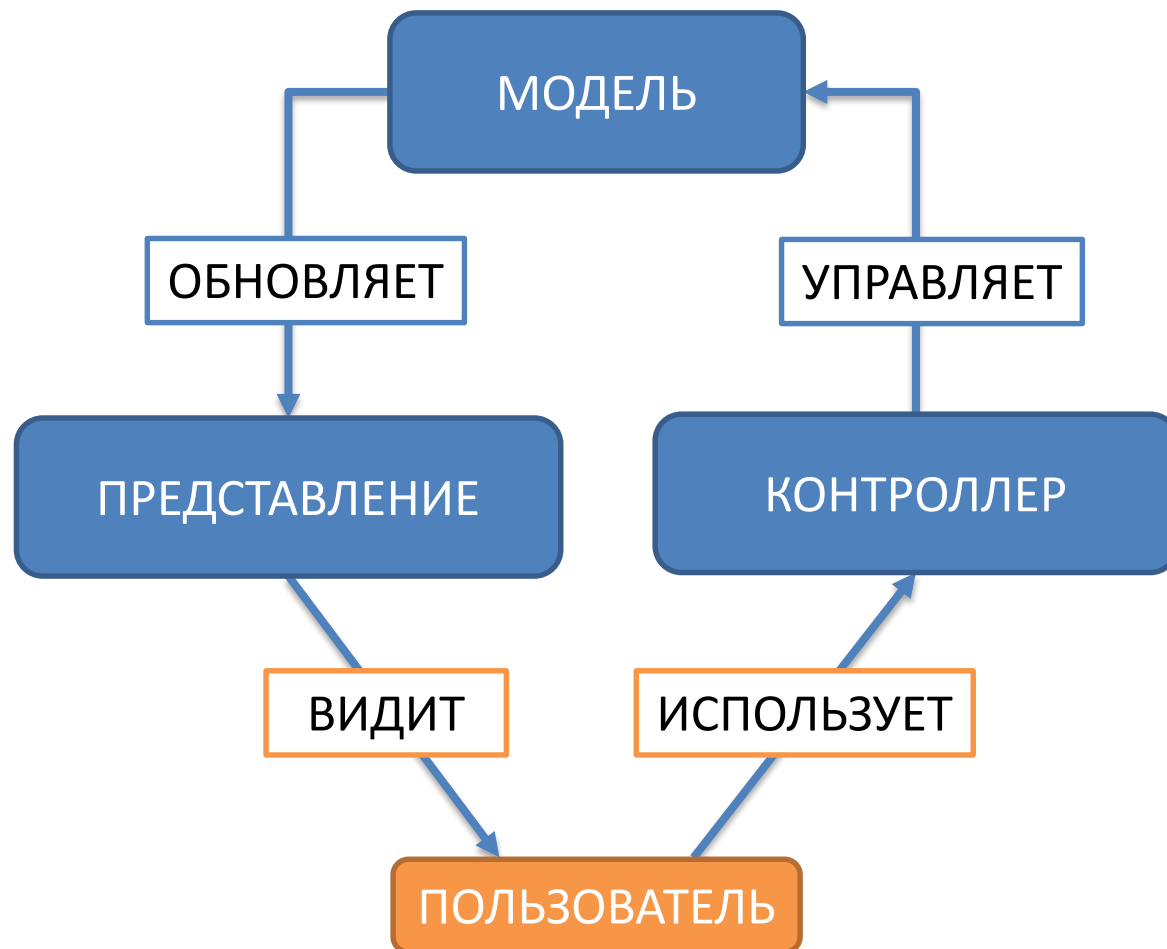 МОДЕЛЬ
ОБНОВЛЯЕТ
УПРАВЛЯЕТ
ПРЕДСТАВЛЕНИЕ
КОНТРОЛЛЕР
ВИДИТ
ИСПОЛЬЗУЕТ
ПОЛЬЗОВАТЕЛЬ